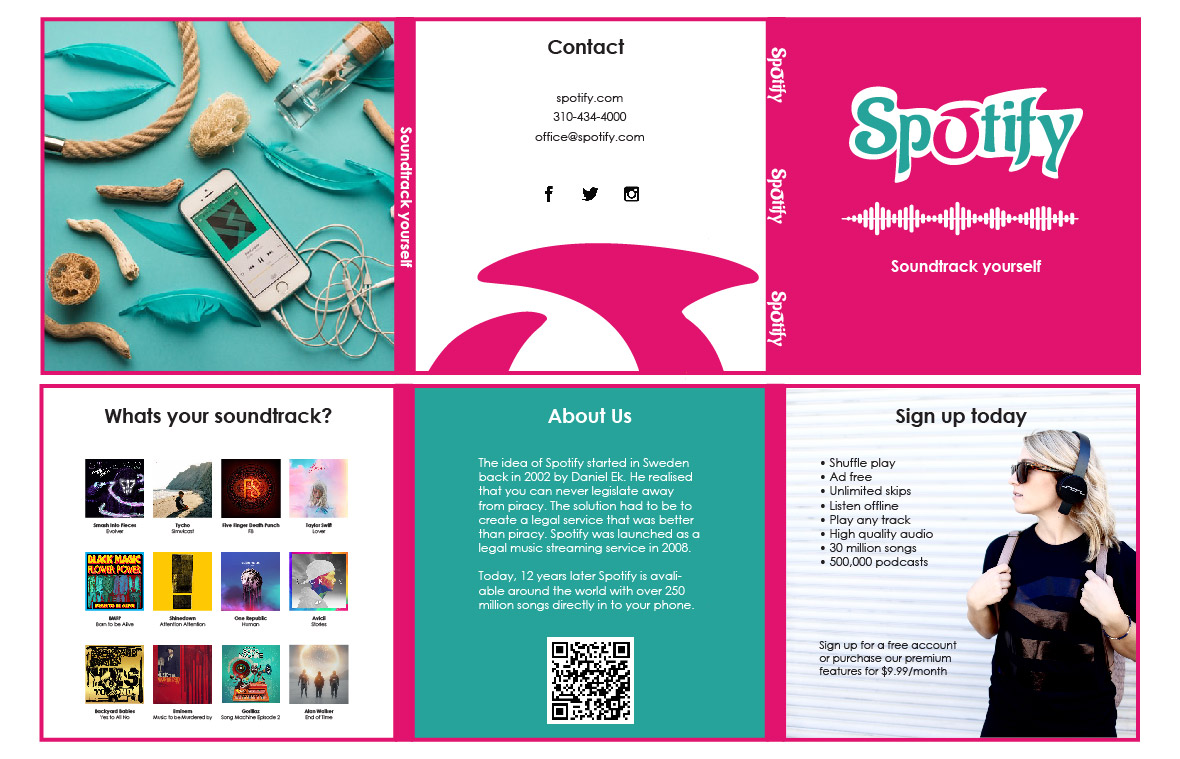 Soundtrack yourself
Contact
spotify.com
310-434-4000
office@spotify.com
Spotify
Spotify
Spotify
Spotify
Soundtrack yourself
Whats your soundtrack?
Smash Into Pieces
Evolver
Tycho
Simulcast
Five Finger Death Punch
F8
Taylor Swift
Lover
BLACK MAGIC
FLOWER POWER
BORN TO BE ALIVE
BMFP
Born to be Alive
Shinedown
Attention Attention
One Republic
Human
Avicii
Stories
Backyard Babies
Yes to All No
Eminem
Music to be Murdered by
Gorillaz
Song Machine Episode 2
Alan Walker
End of Time
About Us
The idea of Spotify started in Sweden
back in 2002 by Daniel Ek. He realised
that you can never legislate away
from piracy. The solution had to be to
create a legal service that was better
than piracy. Spotify was launched as a
legal music streaming service in 2008.
Today, 12 years later Spotify is avali-
able around the world with over 250
million songs directly in to your phone.
Sign up today
• Shuffle play
• Ad free
• Unlimited skips
• Listen offline
• Play any track
• High quality audio
• 30 million songs
• 500,000 podcasts
Sign up for a free account
or purchase our premium
features for $9.99/month